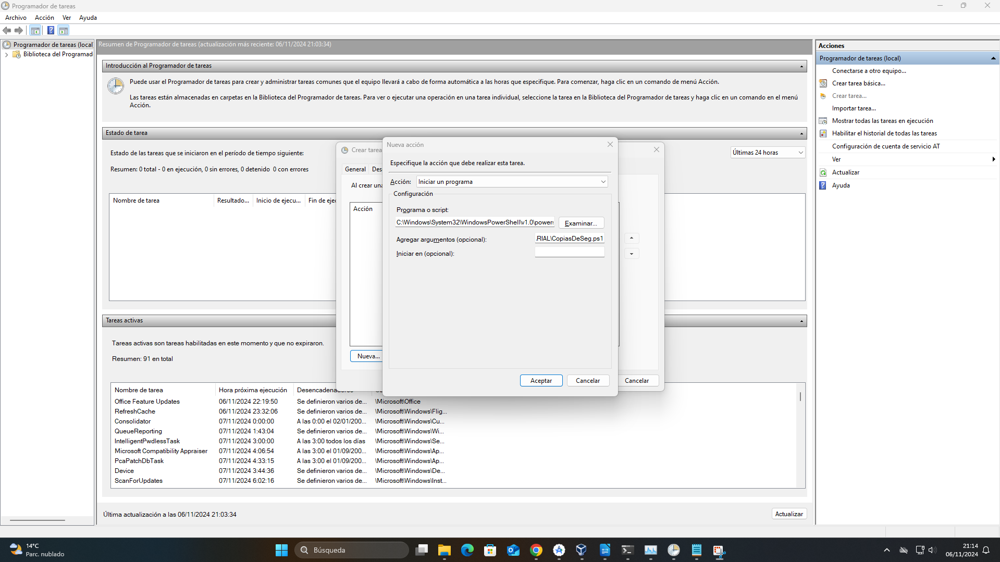 Programador de tareas
Archivo Acción Ver Ayuda
Programador de tareas (local)
Biblioteca del Programad
Resumen de Programador de tareas (actualización más reciente: 06/11/2024 21:03:34)
Introducción al Programador de tareas
Puede usar el Programador de tareas para crear y administrar tareas comunes que el equipo llevará a cabo de forma automática a las horas que especifique. Para comenzar, haga clic en un comando de menú Acción.
Las tareas están almacenadas en carpetas en la Biblioteca del Programador de tareas. Para ver o ejecutar una operación en una tarea individual, seleccione la tarea en la Biblioteca del Programador de tareas y haga clic en un comando en el menú
Acción.
Estado de tarea
Estado de las tareas que se iniciaron en el período de tiempo siguiente:
Últimas 24 horas
Resumen: 0 total - 0 en ejecución, 0 sin errores, 0 detenido 0 con errores
Nombre de tarea Resultado... Inicio de ejecu... Fin de ejec
Crear tarea
General Des
Al crear una
Acción
Nueva...
Cancelar
Nueva acción
Especifique la acción que debe realizar esta tarea.
Acción: Iniciar un programa
Configuración
Programa o script:
C:\Windows\System32\WindowsPowerShell\v1.0\powers
Examinar...
Agregar argumentos (opcional): RIAL\CopiasDeSeg.ps1
Iniciar en (opcional):
Aceptar Cancelar
Tareas activas
Tareas activas son tareas habilitadas en este momento y que no expiraron.
Resumen: 91 en total
Nombre de tarea Hora próxima ejecución Desencadenadores
Office Feature Updates 06/11/2024 22:19:50 Se definieron varios de... \Microsoft\Office
RefreshCache 06/11/2024 23:32:06 Se definieron varios de... \Microsoft\Windows\Flig...
Consolidator 07/11/2024 0:00:00 A las 0:00 el 02/01/200... \Microsoft\Windows\Cu...
QueueReporting 07/11/2024 1:43:04 Se definieron varios de... \Microsoft\Windows\Wi...
IntelligentPwdlessTask 07/11/2024 3:00:00 A las 3:00 todos los días \Microsoft\Windows\Se...
Microsoft Compatibility Appraiser 07/11/2024 4:06:54 A las 3:00 el 01/09/200... \Microsoft\Windows\Ap...
PcaPatchDbTask 07/11/2024 4:33:15 A las 3:00 el 01/09/200... \Microsoft\Windows\Ap...
Device 07/11/2024 3:44:36 Se definieron varios de... \Microsoft\Windows\De...
ScanForUpdates 07/11/2024 6:02:16 Se definieron varios de... \Microsoft\Windows\Inst...
Última actualización a las 06/11/2024 21:03:34
Actualizar
Acciones
Programador de tareas (local)
Conectarse a otro equipo...
Crear tarea básica...
Crear tarea...
Importar tarea...
Mostrar todas las tareas en ejecución
Habilitar el historial de todas las tareas
Configuración de cuenta de servicio AT
Ver
Actualizar
Ayuda
14°C
Parc. nublado
Búsqueda
21:14
06/11/2024